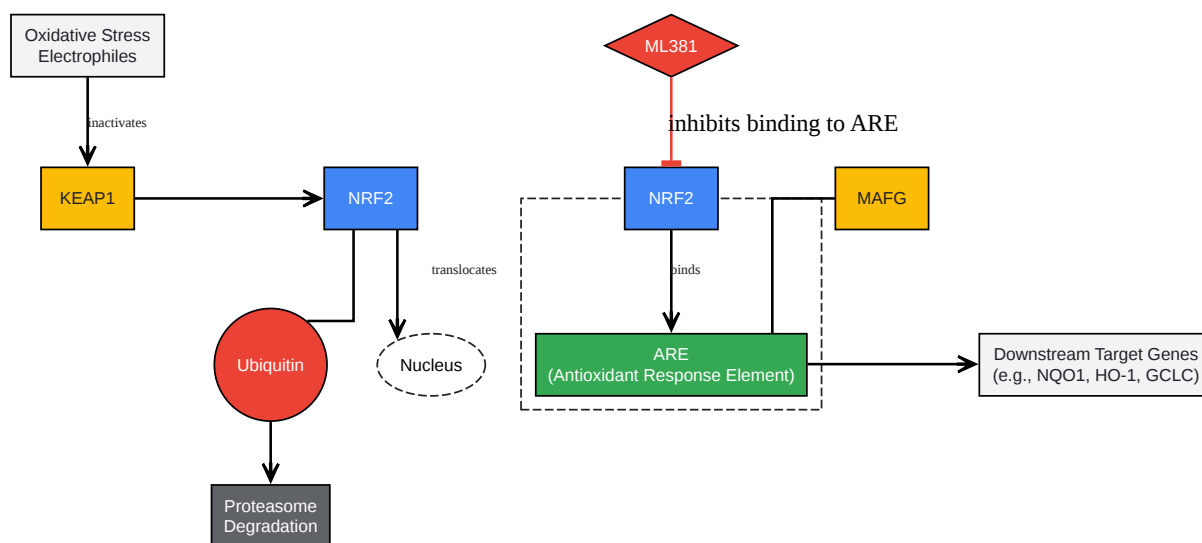 Oxidative Stress
Electrophiles
ML381
inactivates
inhibits binding to ARE
KEAP1
NRF2
NRF2
MAFG
translocates
binds
Ubiquitin
Nucleus
ARE
(Antioxidant Response Element)
Downstream Target Genes
(e.g., NQO1, HO-1, GCLC)
Proteasome
Degradation